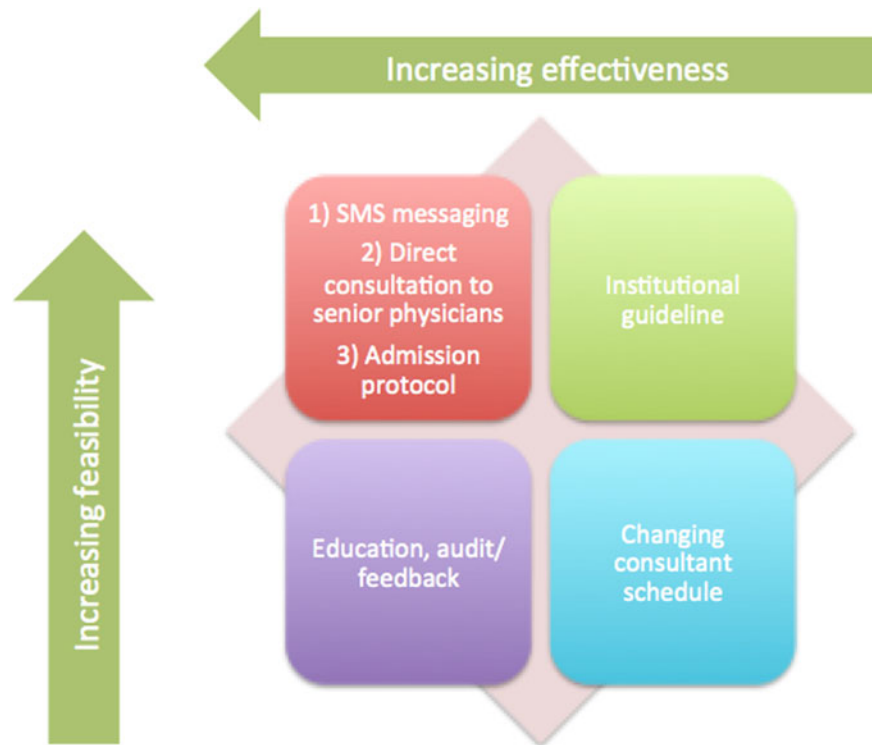 Increasing effectiveness
Increasing feasibility
1) SMS messaging
2) Direct
consultation to
senior physicians
3) Admission
protocol
Institutional
guideline
Education, audit/
feedback
Changing
consultant
schedule